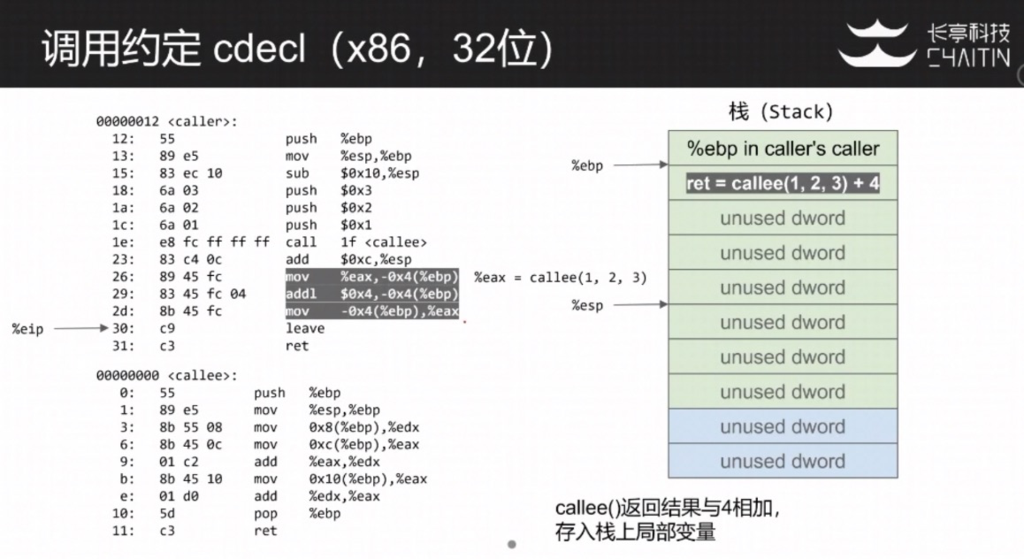 调用约定 cdecl（x86，32位）
长亭科技
CHAITIN
00000012 <caller>:
12: 55 push %ebp
13: 89 e5 mov %esp,%ebp
15: 83 ec 10 sub $0x10,%esp
18: 6a 03 push $0x3
1a: 6a 02 push $0x2
1c: 6a 01 push $0x1
1e: e8 fc ff ff ff call 1f <callee>
23: 83 c4 0c add $0xc,%esp
26: 89 45 fc mov %eax,-0x4(%ebp) %eax = callee(1, 2, 3)
29: 83 45 fc 04 addl $0x4,-0x4(%ebp)
2d: 8b 45 fc mov -0x4(%ebp),%eax
%eip 30: c9 leave
31: c3 ret
00000000 <callee>:
0: 55 push %ebp
1: 89 e5 mov %esp,%ebp
3: 8b 55 08 mov 0x8(%ebp),%edx
6: 8b 45 0c mov 0xc(%ebp),%eax
9: 01 c2 add %eax,%edx
b: 8b 45 10 mov 0x10(%ebp),%eax
e: 01 d0 add %edx,%eax
10: 5d pop %ebp
11: c3 ret
栈（Stack）
%ebp
%ebp in caller's caller
ret = callee(1, 2, 3) + 4
unused dword
unused dword
unused dword
%esp
unused dword
unused dword
unused dword
unused dword
unused dword
callee()返回结果与4相加，
存入栈上局部变量